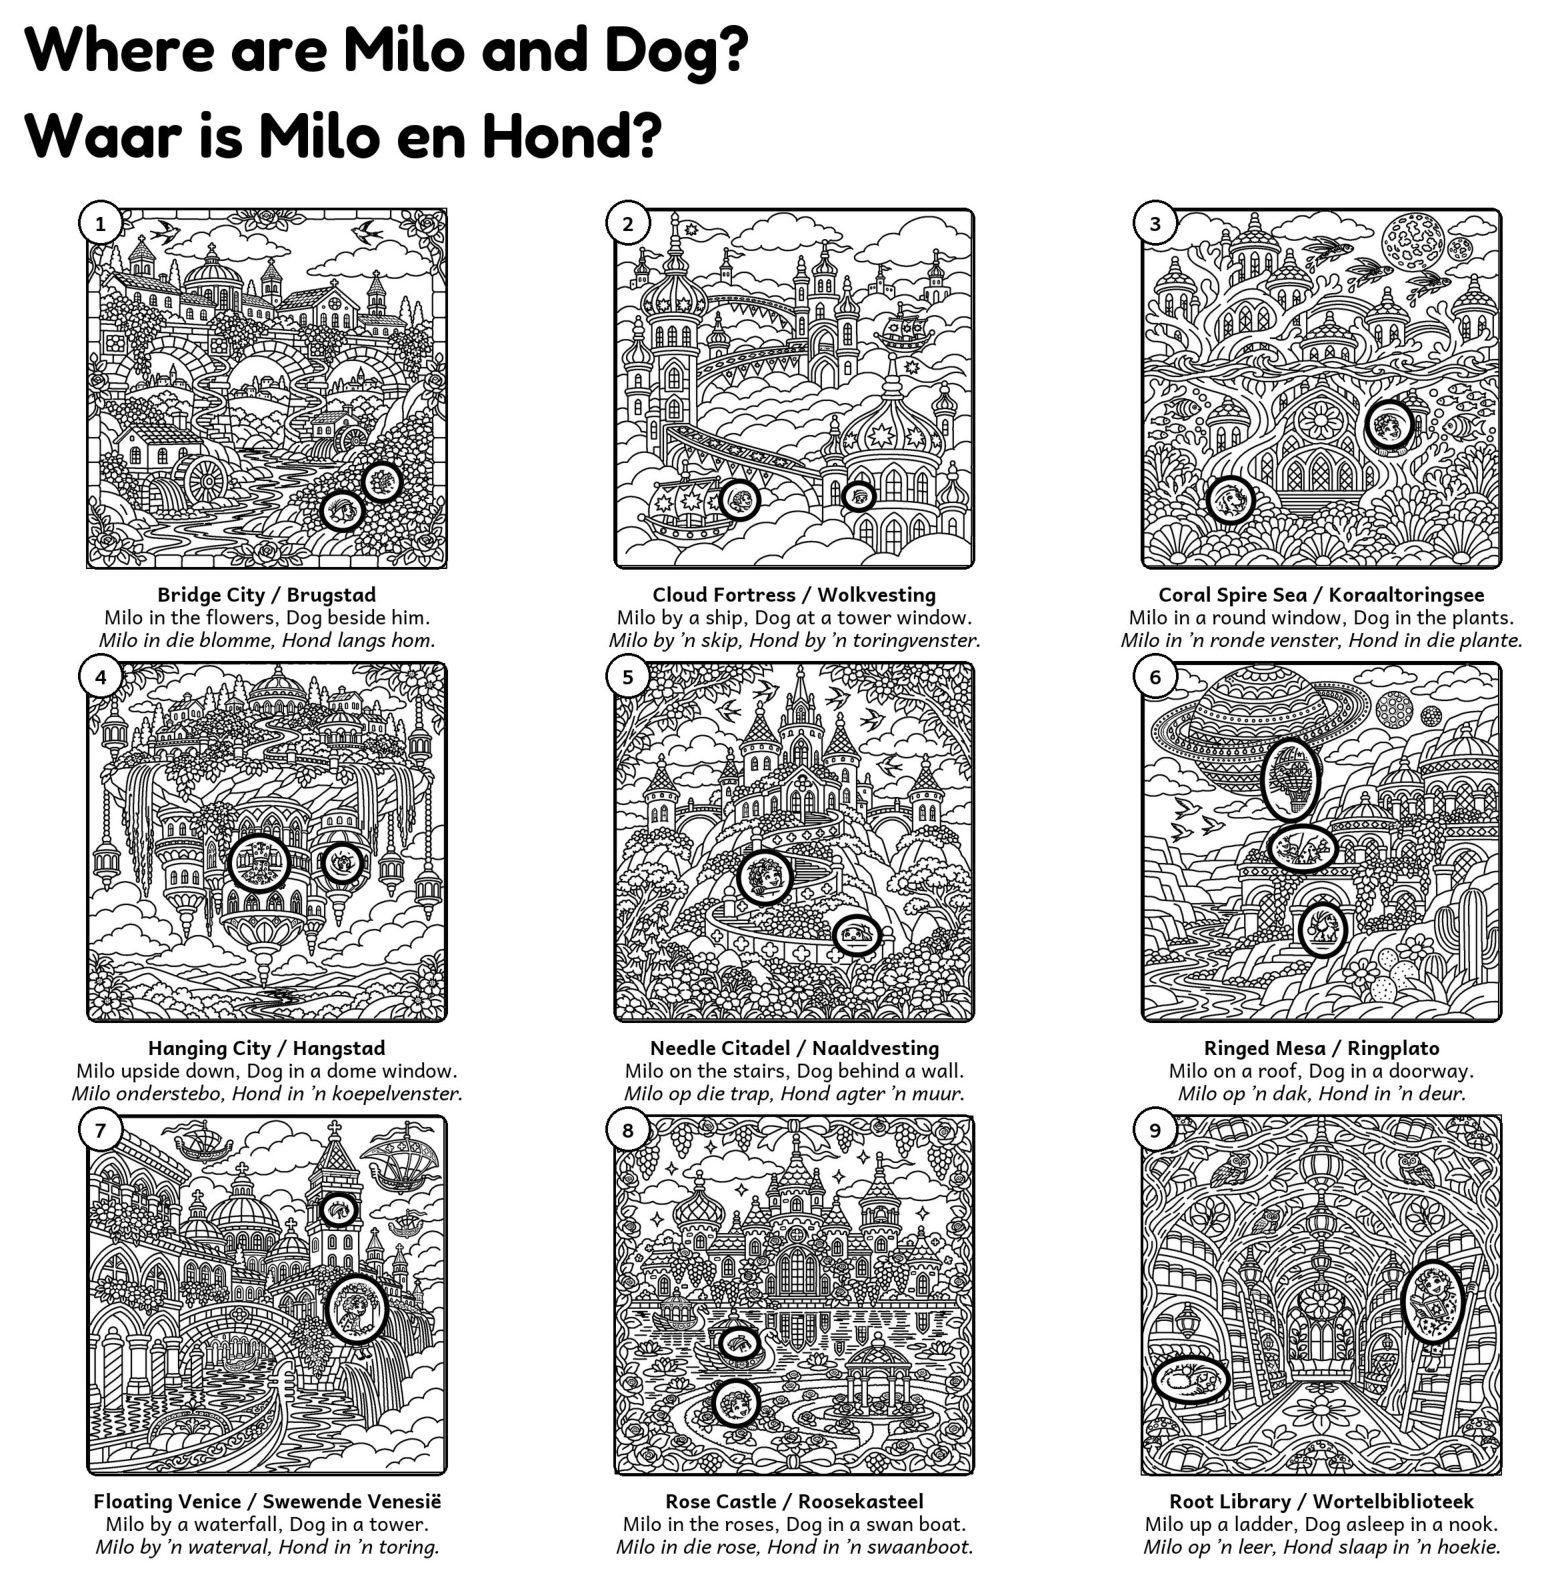 Where are Milo and Dog?
Waar is Milo en Hond?
1
2
3
Bridge City / Brugstad
Milo in the flowers, Dog beside him.
Milo in die blomme, Hond langs hom.
Cloud Fortress / Wolkvesting
Milo by a ship, Dog at a tower window.
Milo by ’n skip, Hond by ’n toringvenster.
Coral Spire Sea / Koraaltoringsee
Milo in a round window, Dog in the plants.
Milo in ’n ronde venster, Hond in die plante.
4
5
6
Hanging City / Hangstad
Milo upside down, Dog in a dome window.
Milo onderstebo, Hond in ’n koepelvenster.
Needle Citadel / Naaldvesting
Milo on the stairs, Dog behind a wall.
Milo op die trap, Hond agter ’n muur.
Ringed Mesa / Ringplato
Milo on a roof, Dog in a doorway.
Milo op ’n dak, Hond in ’n deur.
7
8
9
Floating Venice / Swewende Venesië
Milo by a waterfall, Dog in a tower.
Milo by ’n waterval, Hond in ’n toring.
Rose Castle / Roosekasteel
Milo in the roses, Dog in a swan boat.
Milo in die rose, Hond in ’n swaanboot.
Root Library / Wortelbiblioteek
Milo up a ladder, Dog asleep in a nook.
Milo op ’n leer, Hond slaap in ’n hoekie.